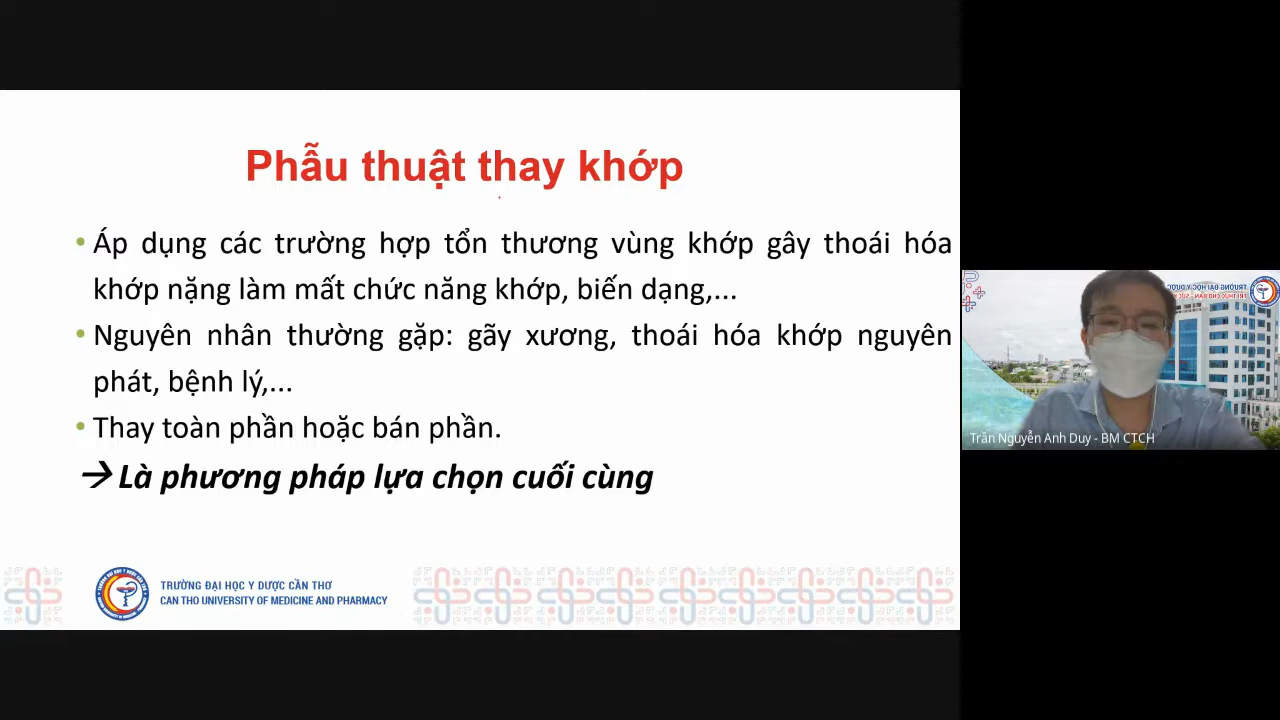 Phẫu thuật thay khớp
• Áp dụng các trường hợp tổn thương vùng khớp gây thoái hóa
khớp nặng làm mất chức năng khớp, biến dạng,...
• Nguyên nhân thường gặp: gãy xương, thoái hóa khớp nguyên
phát, bệnh lý,...
• Thay toàn phần hoặc bán phần.
→ Là phương pháp lựa chọn cuối cùng
TRƯỜNG ĐẠI HỌC Y DƯỢC CẦN THƠ
CAN THO UNIVERSITY OF MEDICINE AND PHARMACY
Trần Nguyễn Anh Duy - BM CTCH